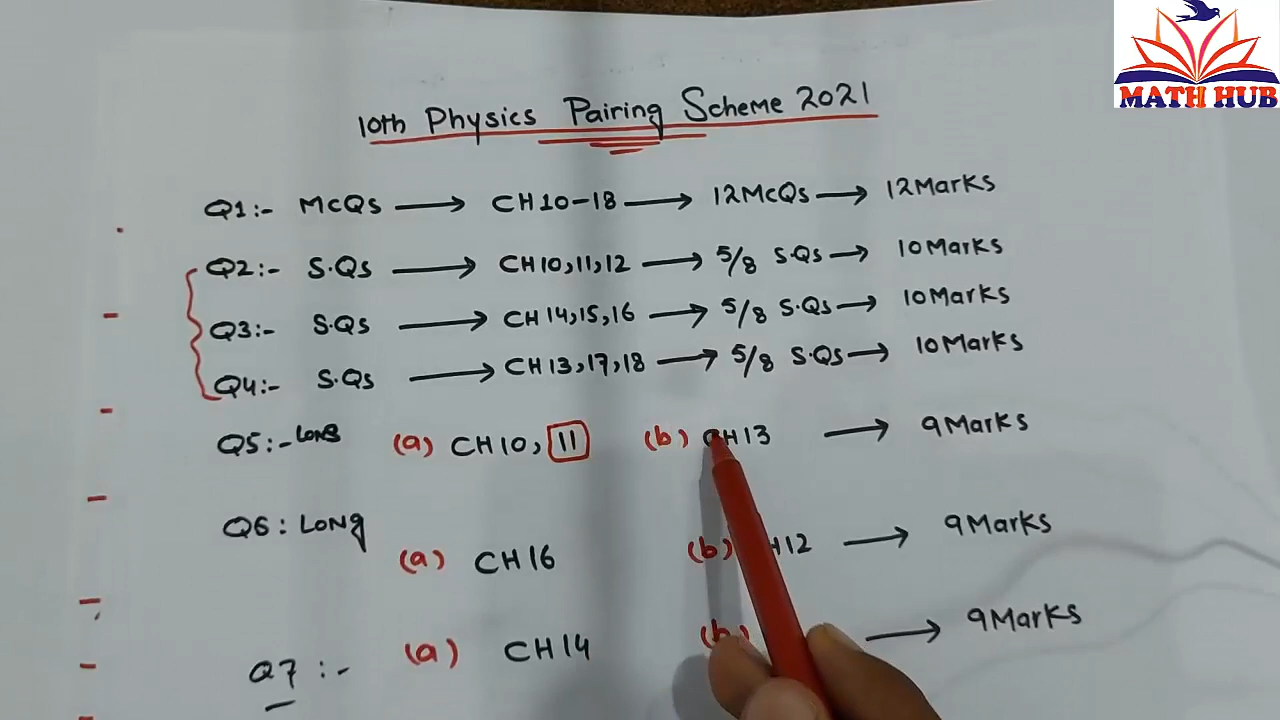 MATH HUB
10th Physics Pairing Scheme 2021
Q1:- MCQs → CH10-18 → 12MCQs → 12Marks
Q2:- S.Qs → CH10,11,12 → 5/8 S.Qs → 10Marks
Q3:- S.Qs → CH14,15,16 → 5/8 S.Qs → 10Marks
Q4:- S.Qs → CH13,17,18 → 5/8 S.Qs → 10Marks
Q5:- Long (a) CH10, 11 (b) CH13 → 9Marks
Q6: Long
(a) CH16 (b) H12 → 9Marks
Q7:- (a) CH14 (b) → 9Marks